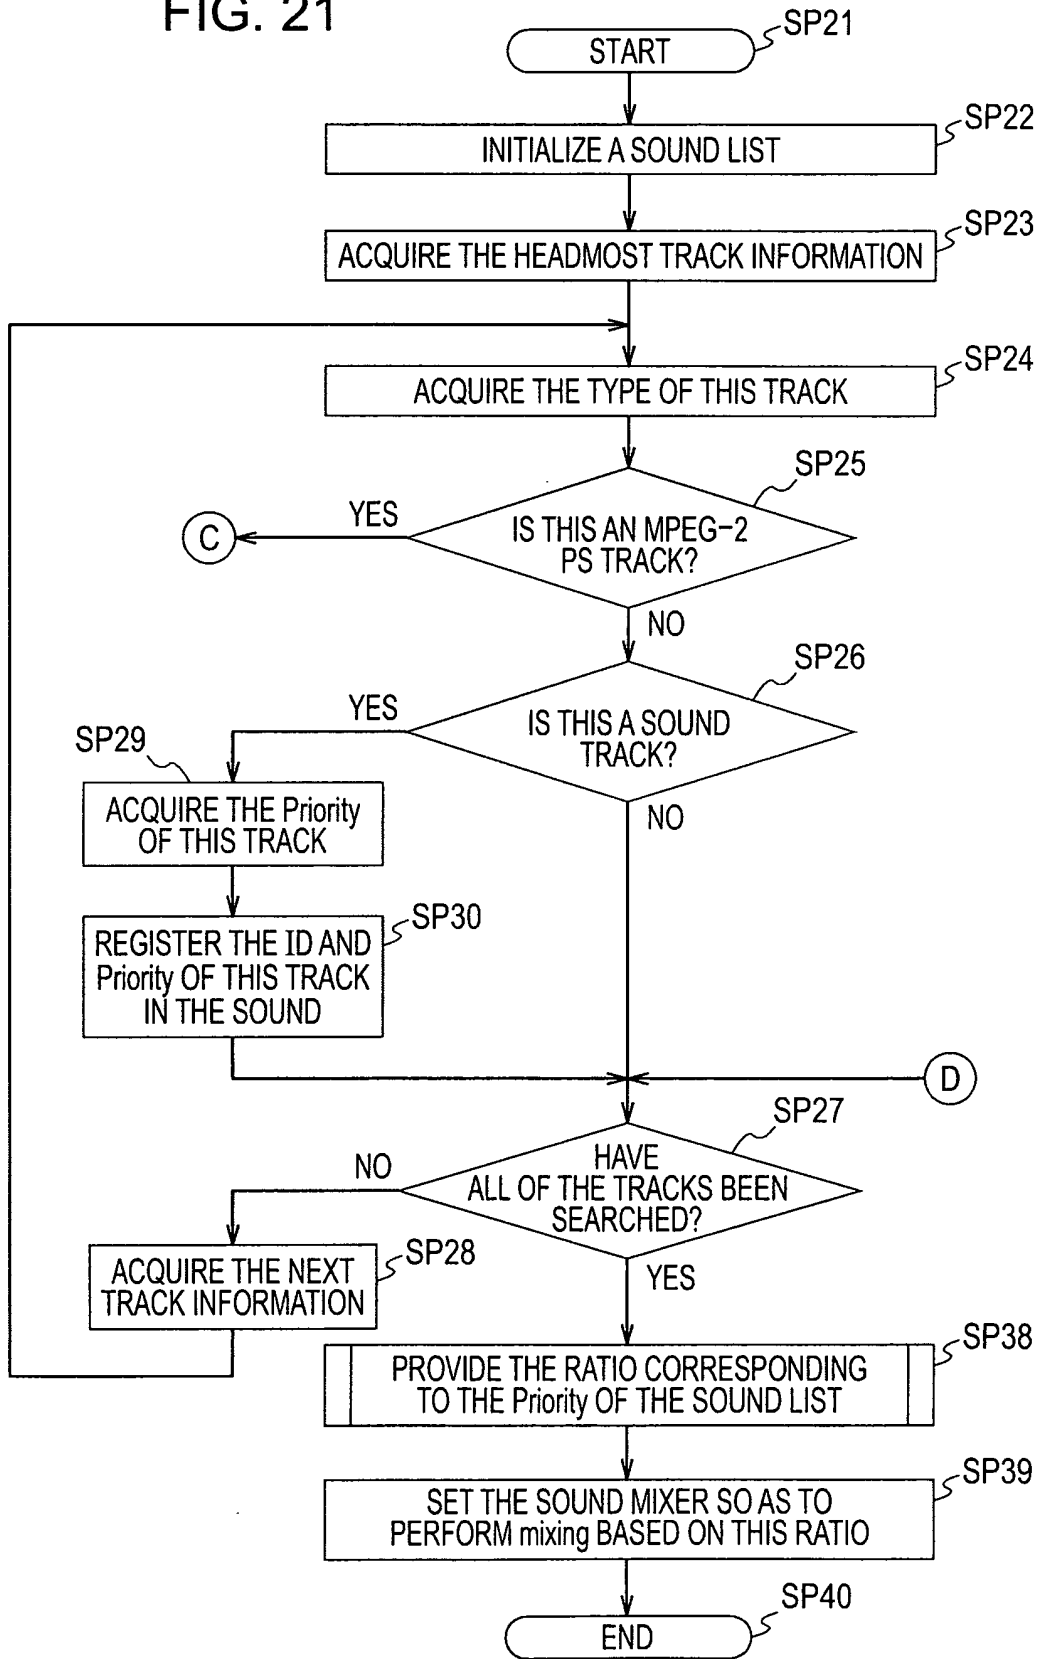 FIG. 21
START
SP21
INITIALIZE A SOUND LIST
SP22
ACQUIRE THE HEADMOST TRACK INFORMATION
SP23
ACQUIRE THE TYPE OF THIS TRACK
SP24
IS THIS AN MPEG-2
PS TRACK?
SP25
YES
C
NO
IS THIS A SOUND
TRACK?
SP26
YES
NO
SP29
ACQUIRE THE Priority
OF THIS TRACK
SP30
REGISTER THE ID AND
Priority OF THIS TRACK
IN THE SOUND
D
SP27
HAVE
ALL OF THE TRACKS BEEN
SEARCHED?
NO
YES
SP28
ACQUIRE THE NEXT
TRACK INFORMATION
SP38
PROVIDE THE RATIO CORRESPONDING
TO THE Priority OF THE SOUND LIST
SP39
SET THE SOUND MIXER SO AS TO
PERFORM mixing BASED ON THIS RATIO
SP40
END